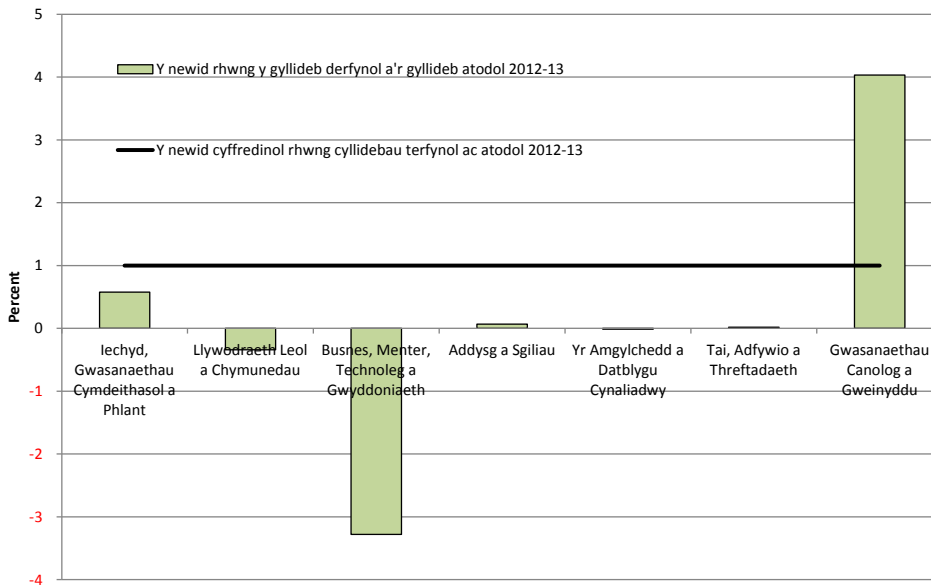 5
Y newid rhwng y gyllideb derfynol a'r gyllideb atodol 2012-13
4
Y newid cyffredinol rhwng cyllidebau terfynol ac atodol 2012-13
3
2
1
Percent
0
Iechyd,
Gwasanaethau
Cymdeithasol a
Phlant
Llywodraeth Leol
a Chymunedau
Busnes, Menter,
Technoleg a
Gwyddoniaeth
Addysg a Sgiliau
Yr Amgylchedd a
Datblygu
Cynaliadwy
Tai, Adfywio a
Threftadaeth
Gwasanaethau
Canolog a
Gweinyddu
-1
-2
-3
-4